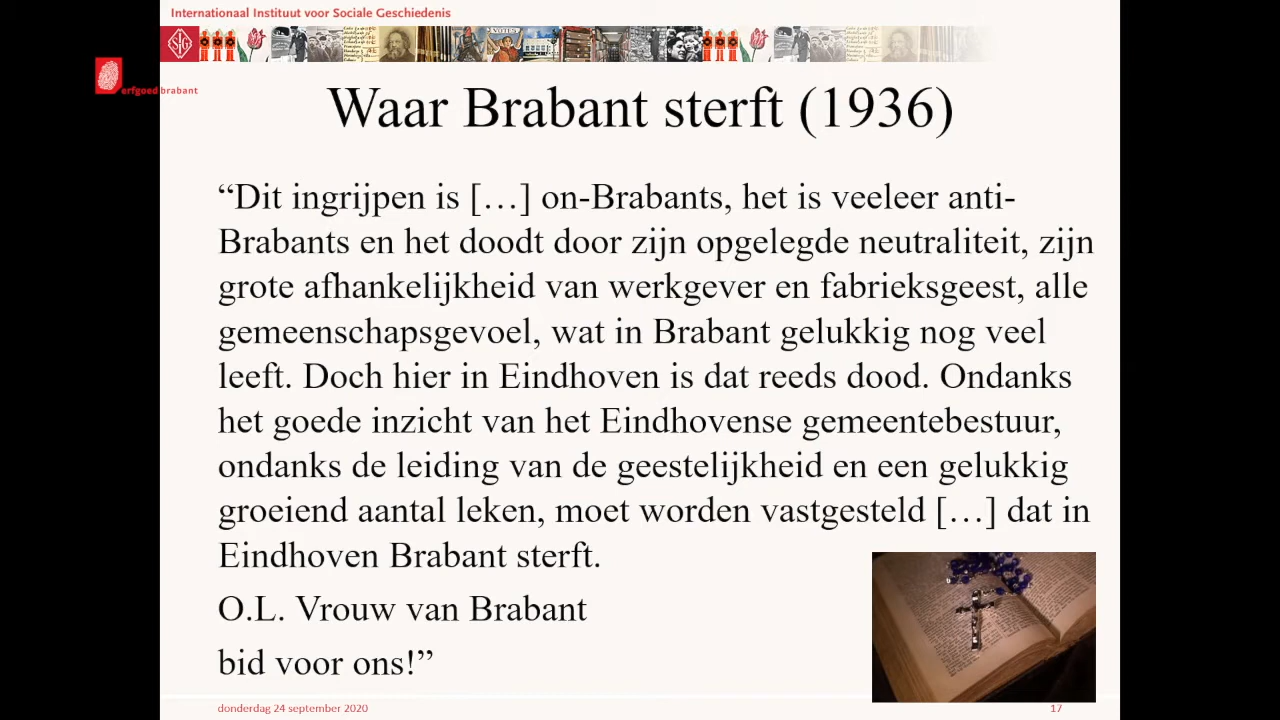 Internationaal Instituut voor Sociale Geschiedenis
erfgoed brabant
Waar Brabant sterft (1936)
“Dit ingrijpen is […] on-Brabants, het is veeleer anti-
Brabants en het doodt door zijn opgelegde neutraliteit, zijn
grote afhankelijkheid van werkgever en fabrieksgeest, alle
gemeenschapsgevoel, wat in Brabant gelukkig nog veel
leeft. Doch hier in Eindhoven is dat reeds dood. Ondanks
het goede inzicht van het Eindhovense gemeentebestuur,
ondanks de leiding van de geestelijkheid en een gelukkig
groeiend aantal leken, moet worden vastgesteld […] dat in
Eindhoven Brabant sterft.
O.L. Vrouw van Brabant
bid voor ons!”
donderdag 24 september 2020
17